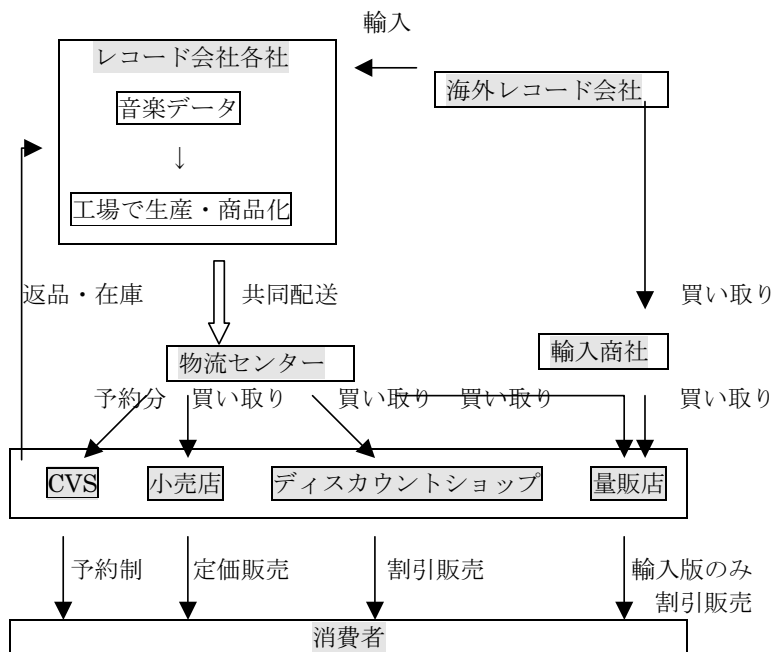 輸入
レコード会社各社
海外レコード会社
音楽データ
↓
工場で生産・商品化
返品・在庫
共同配送
買い取り
物流センター
輸入商社
予約分
買い取り
買い取り
買い取り
買い取り
CVS
小売店
ディスカウントショップ
量販店
予約制
定価販売
割引販売
輸入版のみ
割引販売
消費者